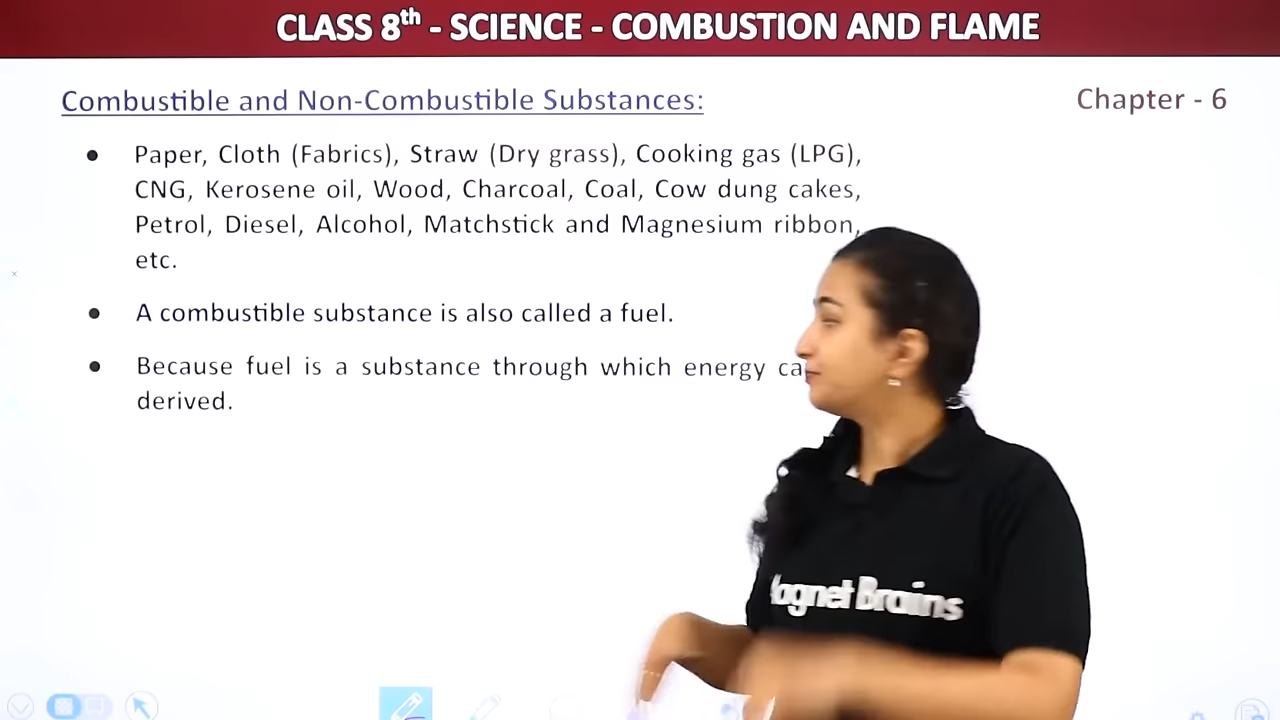 CLASS 8th - SCIENCE - COMBUSTION AND FLAME
Combustible and Non-Combustible Substances:
Chapter - 6
● Paper, Cloth (Fabrics), Straw (Dry grass), Cooking gas (LPG),
CNG, Kerosene oil, Wood, Charcoal, Coal, Cow dung cakes,
Petrol, Diesel, Alcohol, Matchstick and Magnesium ribbon,
etc.
● A combustible substance is also called a fuel.
● Because fuel is a substance through which energy
derived.
Brains